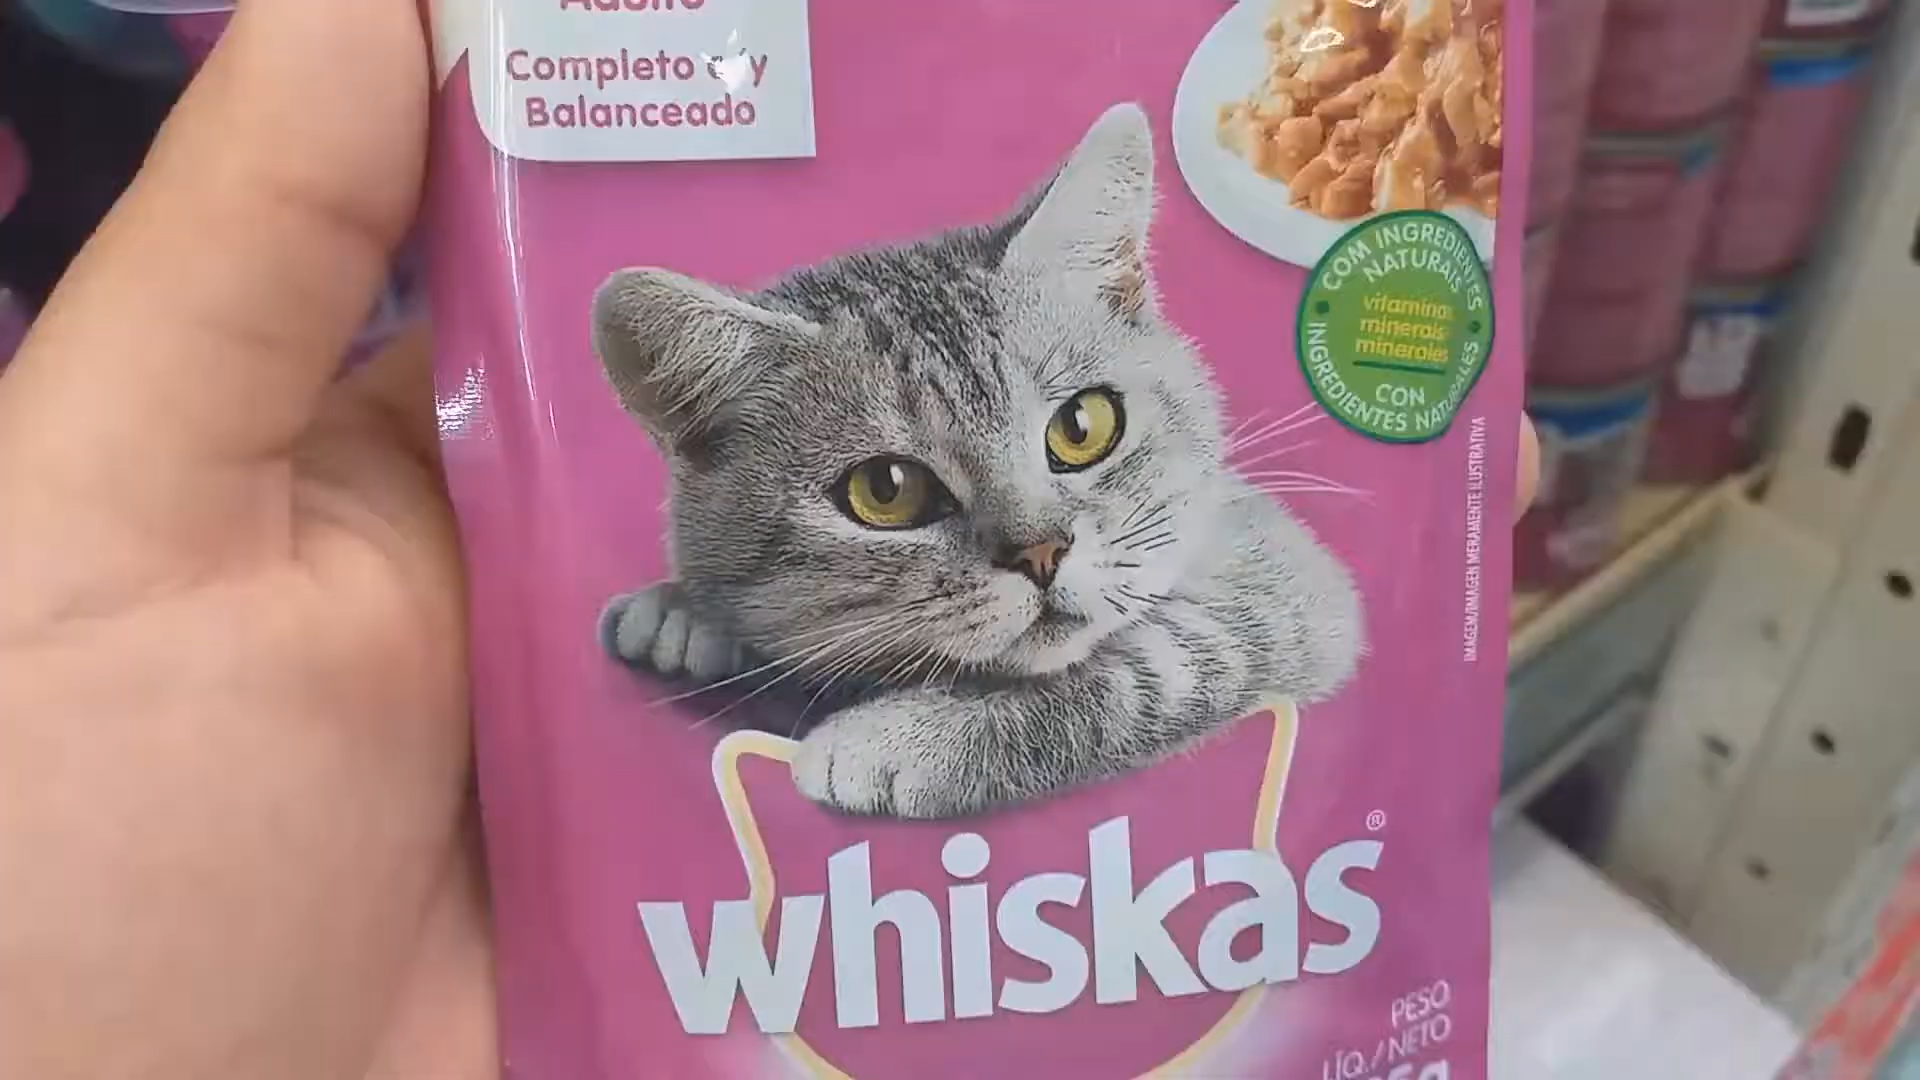 Adulto
Completo e/y
Balanceado
COM INGREDIENTES
NATURAIS
vitaminas
minerais
minerales
CON
INGREDIENTES NATURALES
IMAGEM/IMAGEN MERAMENTE ILUSTRATIVA
whiskas®
PESO
LÍQ./NETO